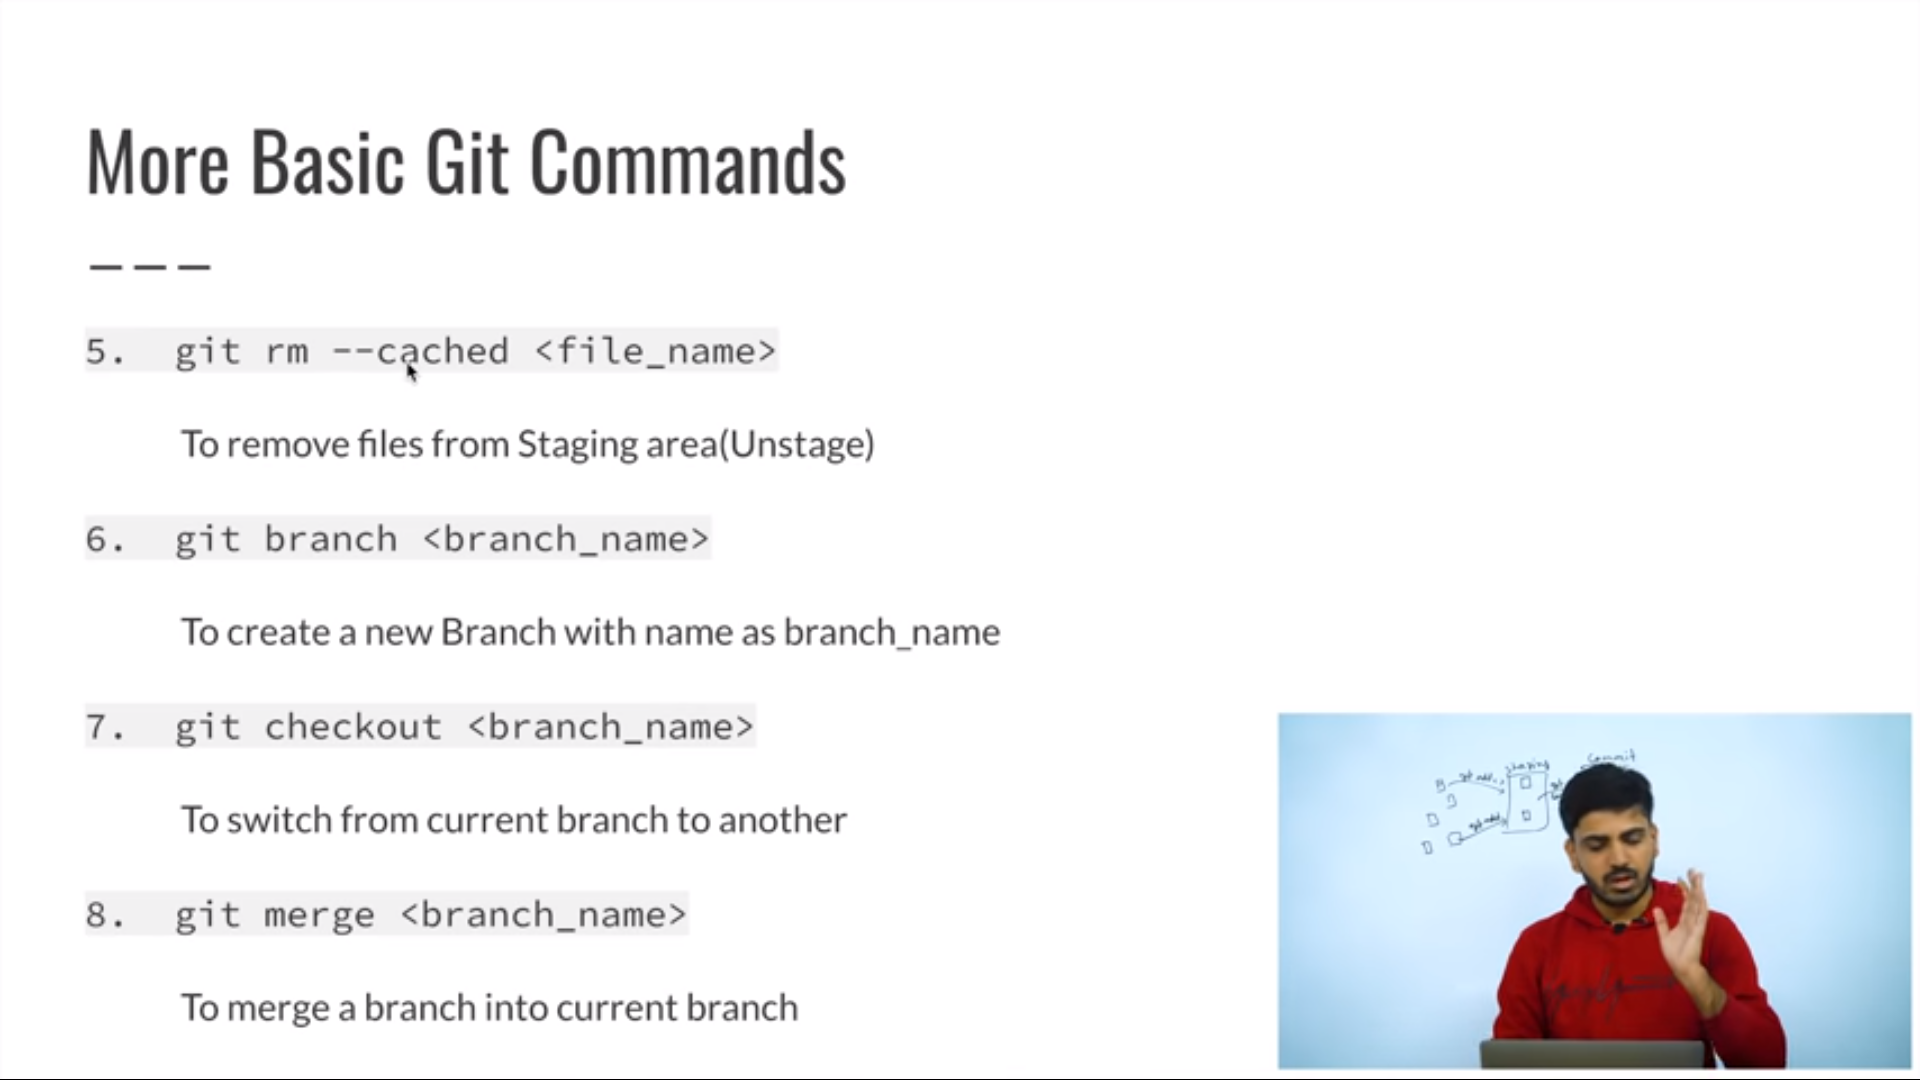 More Basic Git Commands
5. git rm --cached <file_name>
To remove files from Staging area(Unstage)
6. git branch <branch_name>
To create a new Branch with name as branch_name
7. git checkout <branch_name>
To switch from current branch to another
8. git merge <branch_name>
To merge a branch into current branch
staging
Commit